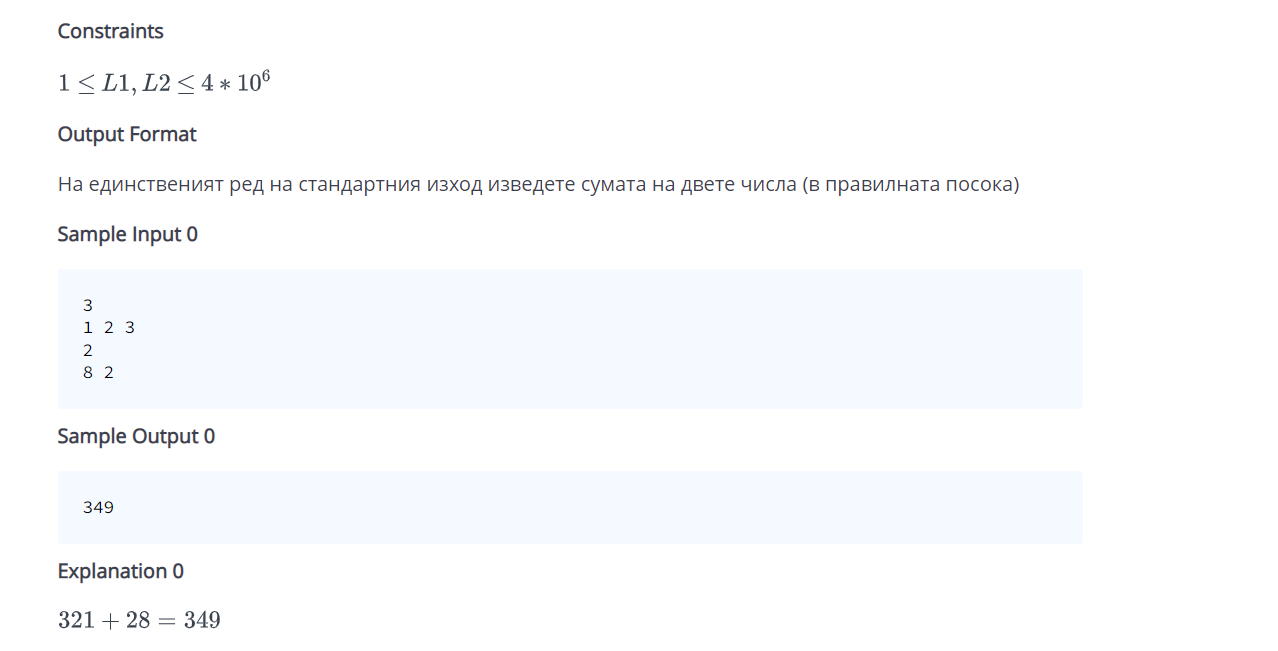 Constraints
1 ≤ L1, L2 ≤ 4 * 10⁶
Output Format
На единственият ред на стандартния изход изведете сумата на двете числа (в правилната посока)
Sample Input 0
3
1 2 3
2
8 2
Sample Output 0
349
Explanation 0
321 + 28 = 349